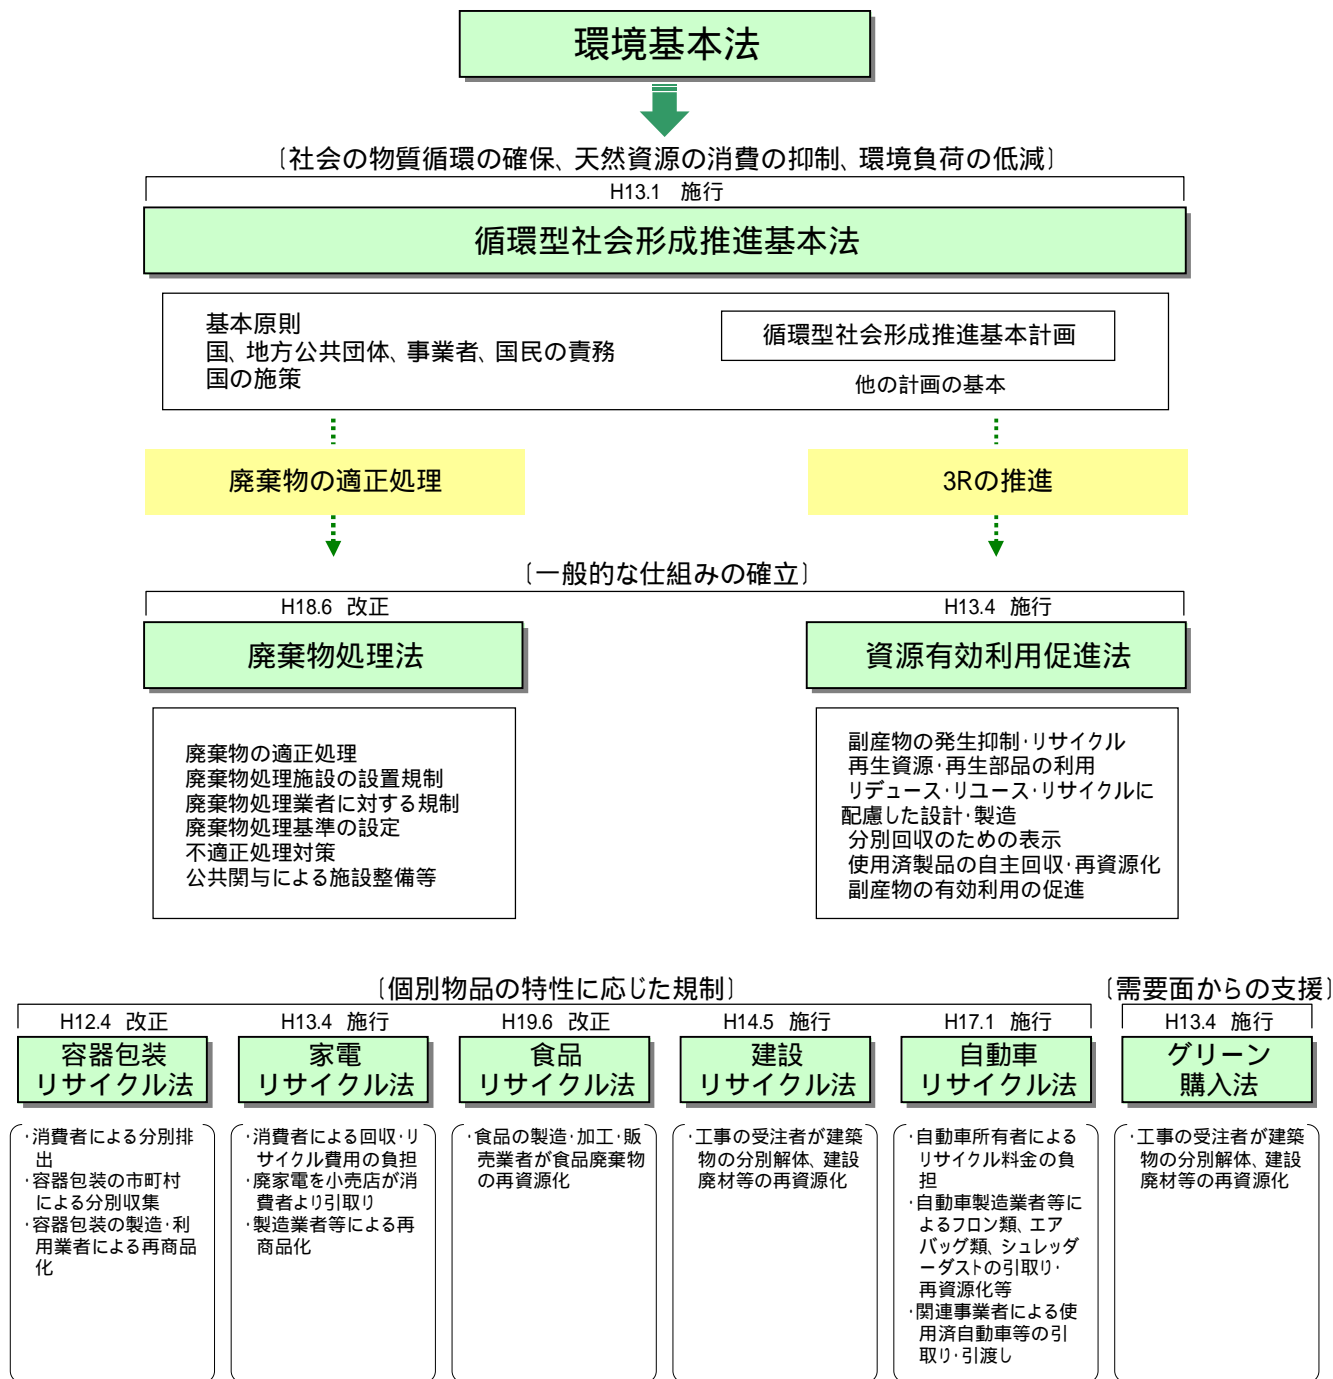 環境基本法
〔社会の物質循環の確保、天然資源の消費の抑制、環境負荷の低減〕
H13.1 施行
循環型社会形成推進基本法
基本原則
国、地方公共団体、事業者、国民の責務
国の施策
循環型社会形成推進基本計画
他の計画の基本
廃棄物の適正処理
3Rの推進
〔一般的な仕組みの確立〕
H18.6 改正
廃棄物処理法
廃棄物の適正処理
廃棄物処理施設の設置規制
廃棄物処理業者に対する規制
廃棄物処理基準の設定
不適正処理対策
公共関与による施設整備等
H13.4 施行
資源有効利用促進法
副産物の発生抑制・リサイクル
再生資源・再生部品の利用
リデュース・リユース・リサイクルに
配慮した設計・製造
分別回収のための表示
使用済製品の自主回収・再資源化
副産物の有効利用の促進
〔個別物品の特性に応じた規制〕
H12.4 改正
容器包装
リサイクル法
・消費者による分別排
出
・容器包装の市町村
による分別収集
・容器包装の製造・利
用業者による再商品
化
H13.4 施行
家電
リサイクル法
・消費者による回収・リ
サイクル費用の負担
・廃家電を小売店が消
費者より引取り
・製造業者等による再
商品化
H19.6 改正
食品
リサイクル法
・食品の製造・加工・販
売業者が食品廃棄物
の再資源化
H14.5 施行
建設
リサイクル法
・工事の受注者が建築
物の分別解体、建設
廃材等の再資源化
H17.1 施行
自動車
リサイクル法
・自動車所有者による
リサイクル料金の負
担
・自動車製造業者等に
よるフロン類、エア
バッグ類、シュレッダ
ーダストの引取り・
再資源化等
・関連事業者による使
用済自動車等の引
取り・引渡し
〔需要面からの支援〕
H13.4 施行
グリーン
購入法
・工事の受注者が建築
物の分別解体、建設
廃材等の再資源化